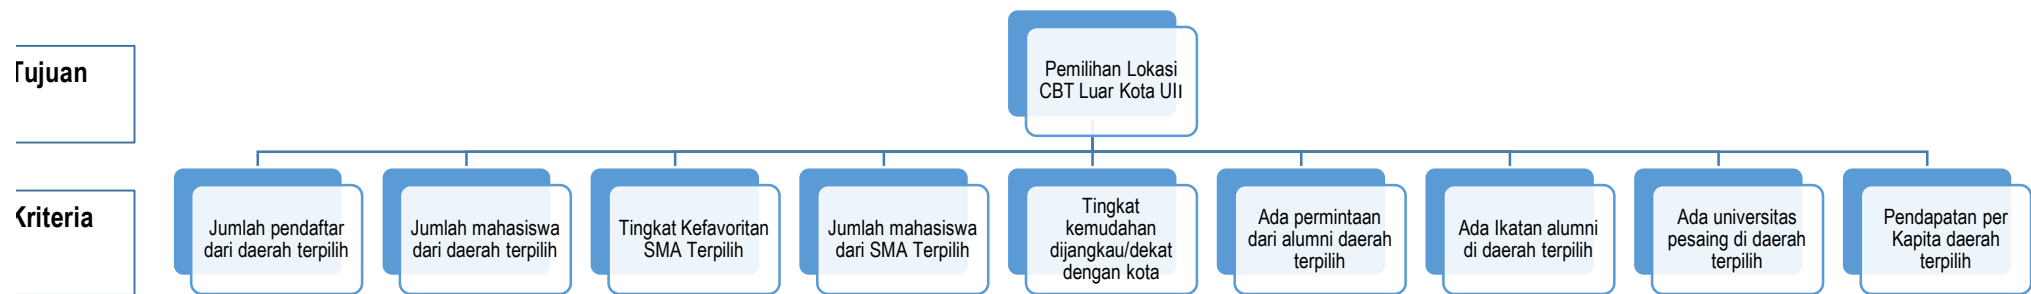 Tujuan
Pemilihan Lokasi
CBT Luar Kota UII
Kriteria
Jumlah pendaftar
dari daerah terpilih
Jumlah mahasiswa
dari daerah terpilih
Tingkat Kefavoritan
SMA Terpilih
Jumlah mahasiswa
dari SMA Terpilih
Tingkat
kemudahan
dijangkau/dekat
dengan kota
Ada permintaan
dari alumni daerah
terpilih
Ada Ikatan alumni
di daerah terpilih
Ada universitas
pesaing di daerah
terpilih
Pendapatan per
Kapita daerah
terpilih